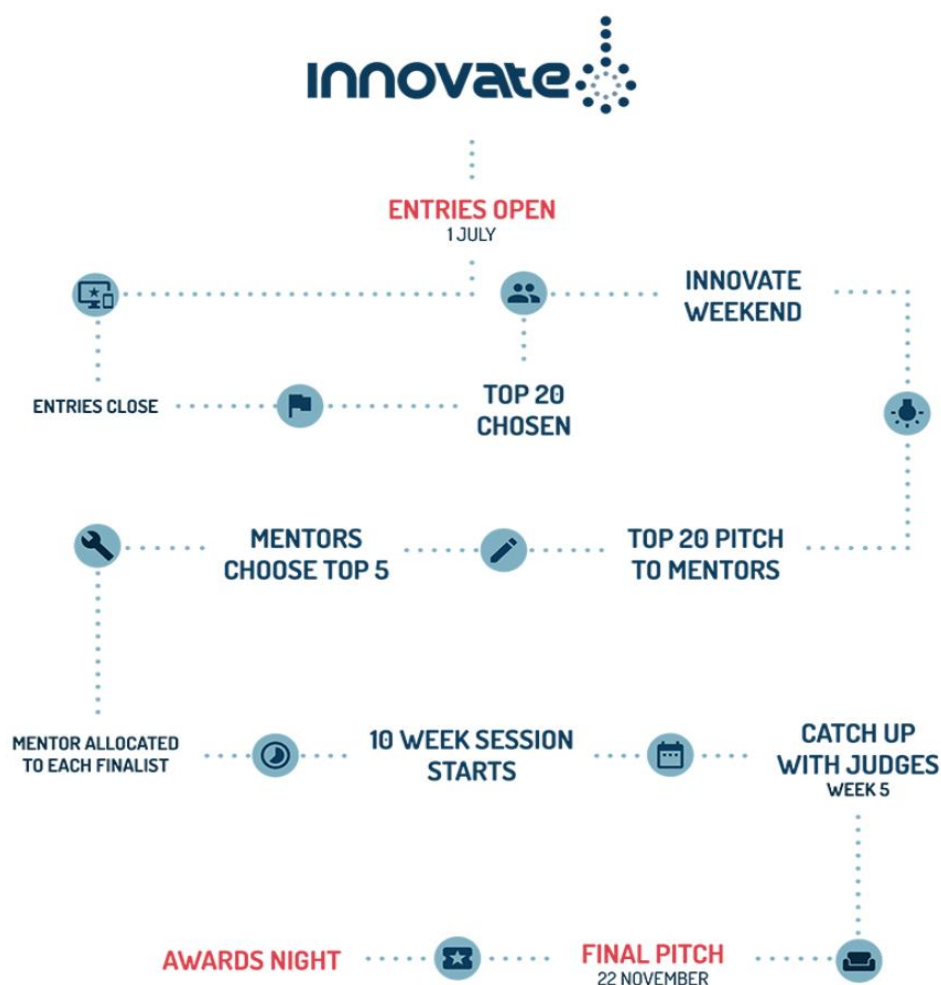 INNOVATE
ENTRIES OPEN
1 JULY
INNOVATE
WEEKEND
TOP 20
CHOSEN
ENTRIES CLOSE
MENTORS
CHOOSE TOP 5
TOP 20 PITCH
TO MENTORS
MENTOR ALLOCATED
TO EACH FINALIST
10 WEEK SESSION
STARTS
CATCH UP
WITH JUDGES
WEEK 5
AWARDS NIGHT
FINAL PITCH
22 NOVEMBER